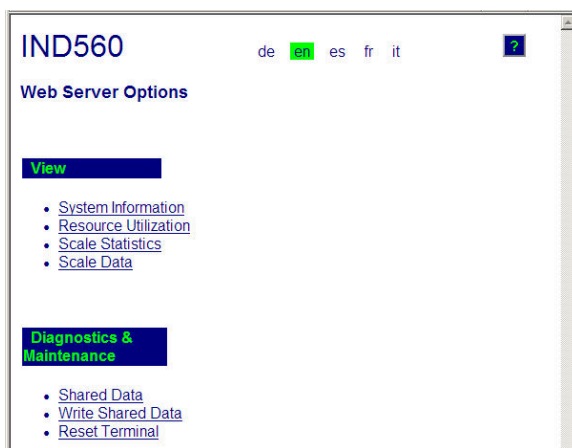 IND560 de en es fr it ?
Web Server Options
View
System Information
Resource Utilization
Scale Statistics
Scale Data
Diagnostics &
Maintenance
Shared Data
Write Shared Data
Reset Terminal